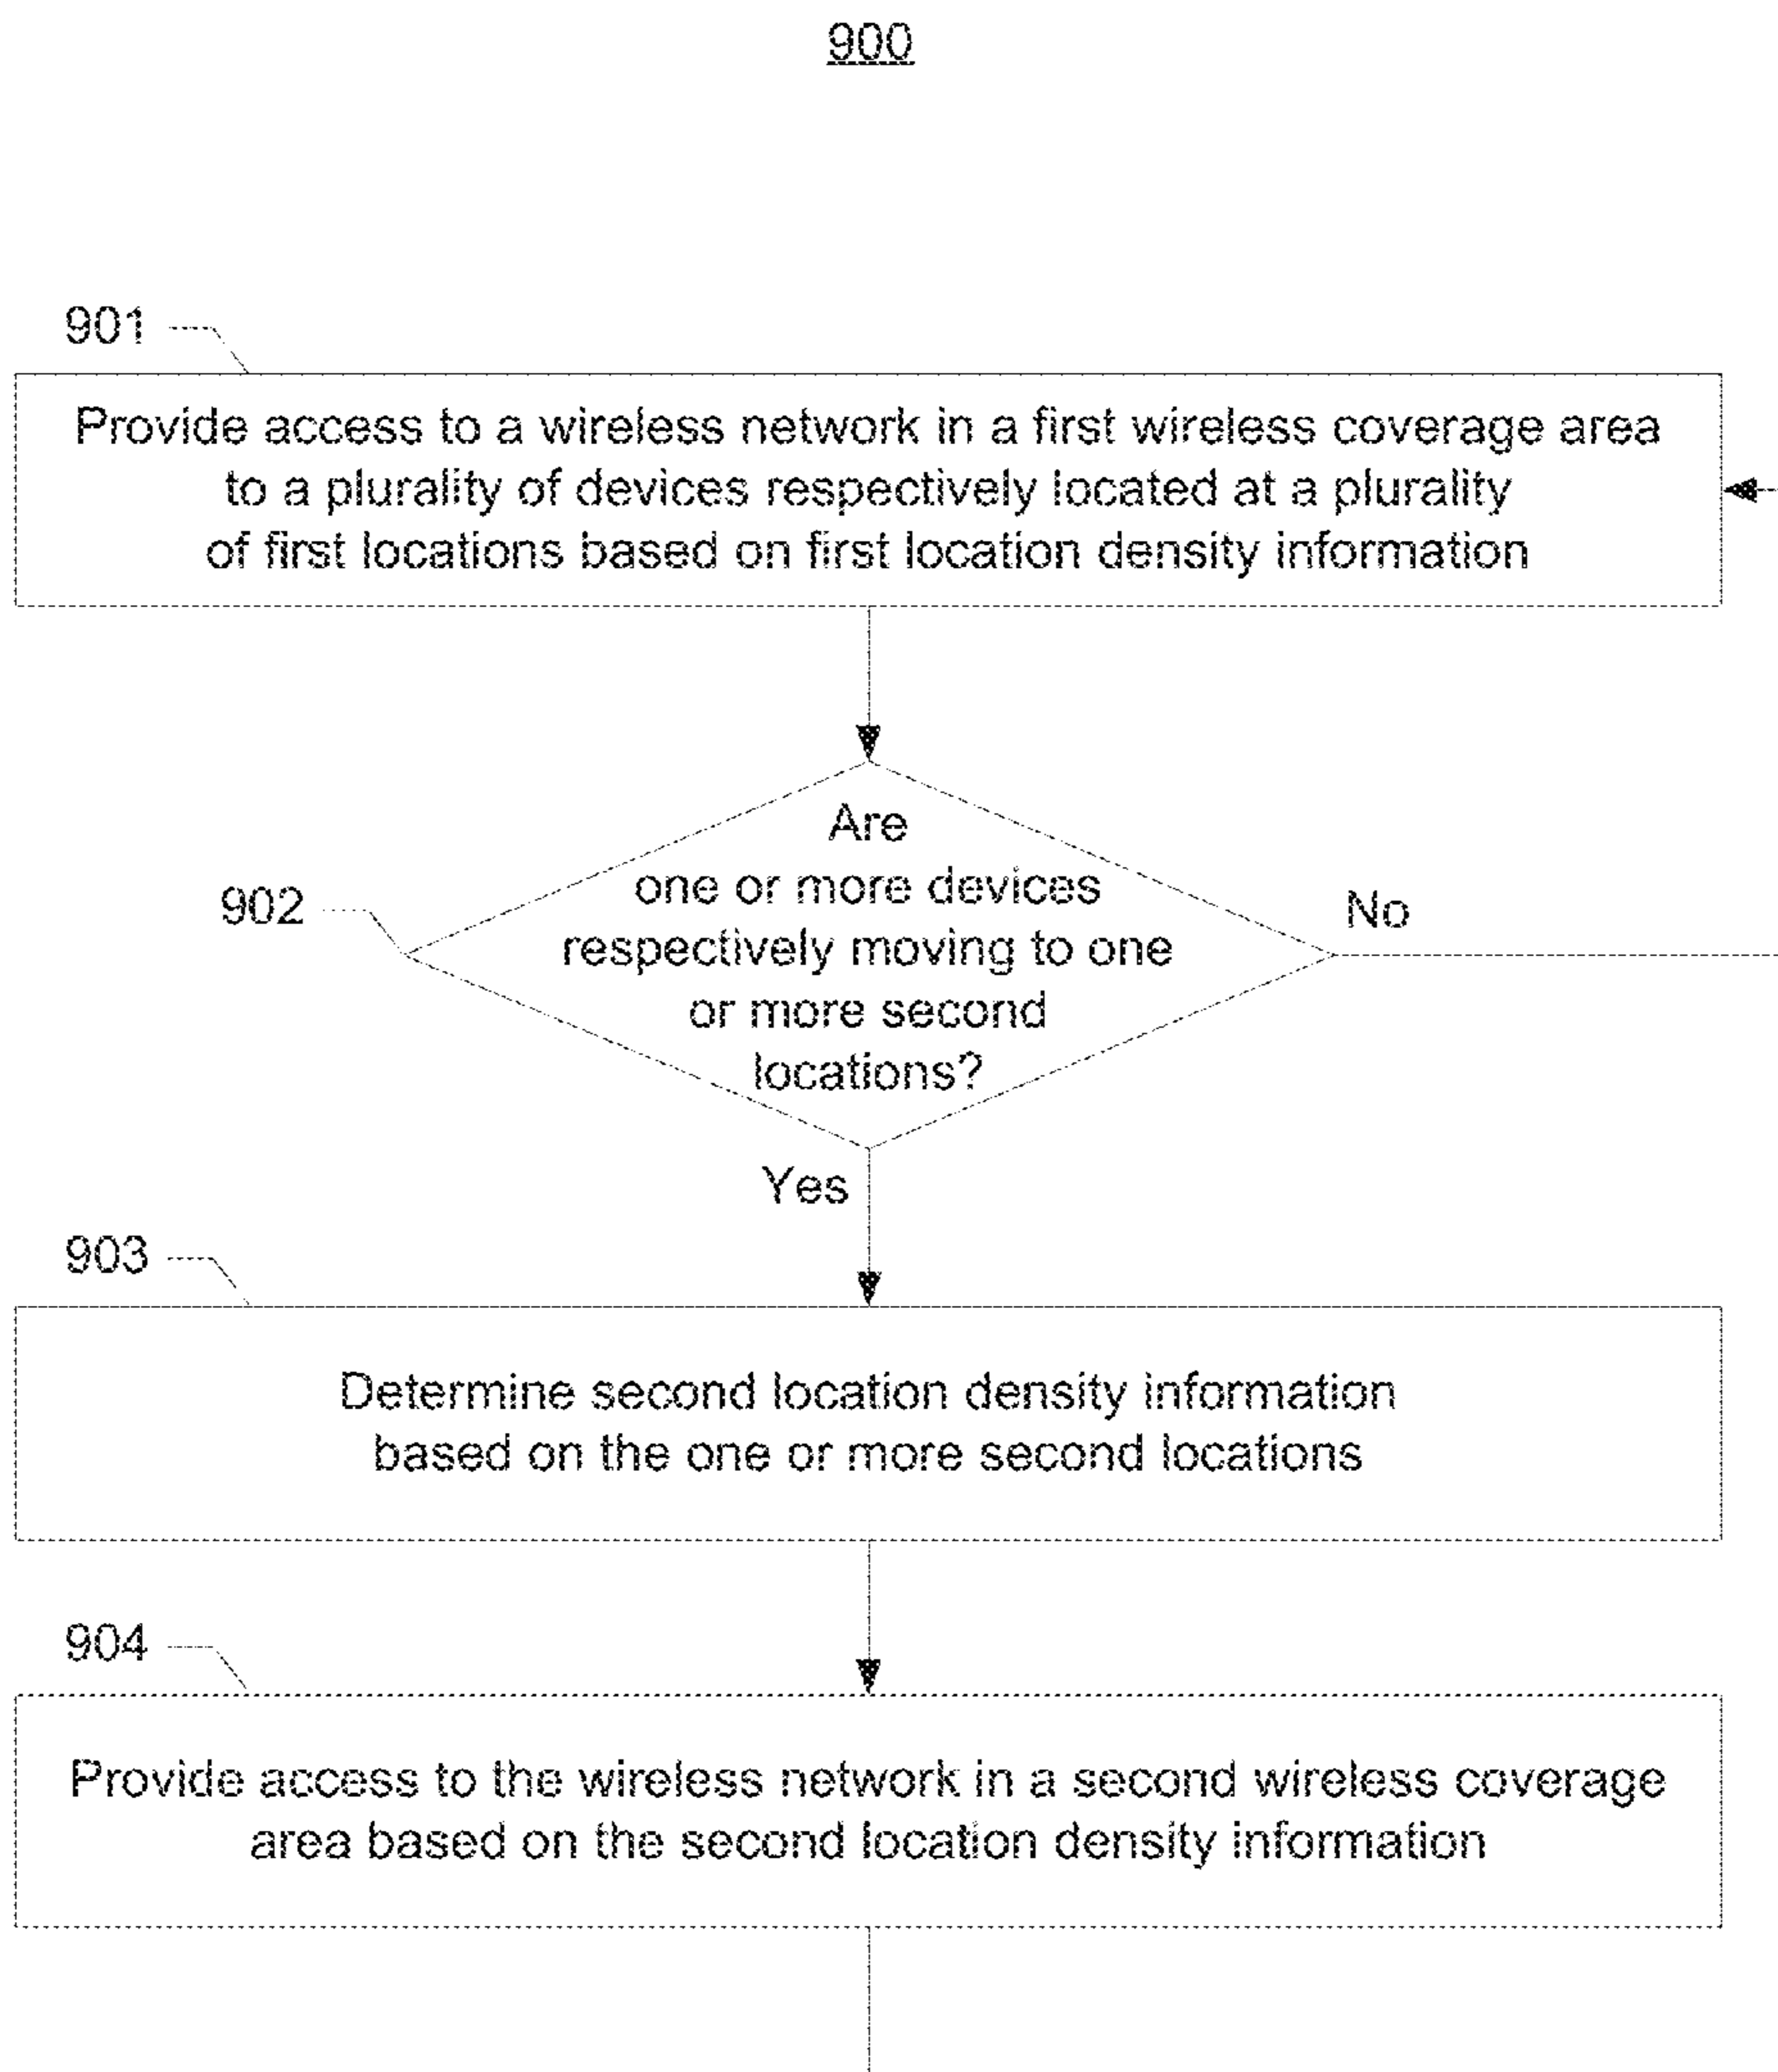 900
901
Provide access to a wireless network in a first wireless coverage area
to a plurality of devices respectively located at a plurality
of first locations based on first location density information
902
Are
one or more devices
respectively moving to one
or more second
locations?
No
Yes
903
Determine second location density information
based on the one or more second locations
904
Provide access to the wireless network in a second wireless coverage
area based on the second location density information